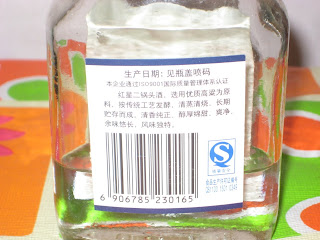 生产日期: 见瓶盖喷码
本企业通过ISO9001国际质量管理体系认证
红星二锅头酒, 选用优质高粱为原
料, 按传统工艺发酵, 清蒸清烧, 长期
贮存而成, 清香纯正, 醇厚绵甜, 爽净,
余味悠长, 风味独特。
6 906785 230165